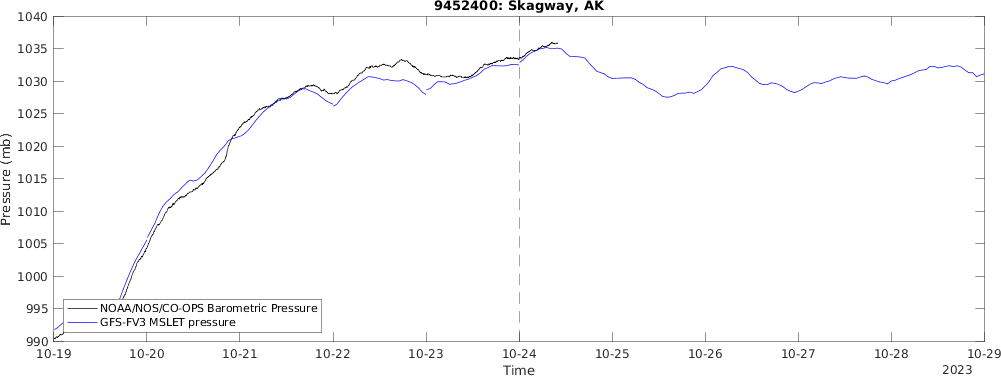 9452400: Skagway, AK
1040
1035
1030
1025
1020
1015
1010
1005
1000
995
990
Pressure (mb)
NOAA/NOS/CO-OPS Barometric Pressure
GFS-FV3 MSLET pressure
10-19 10-20 10-21 10-22 10-23 10-24 10-25 10-26 10-27 10-28 10-29
Time
2023